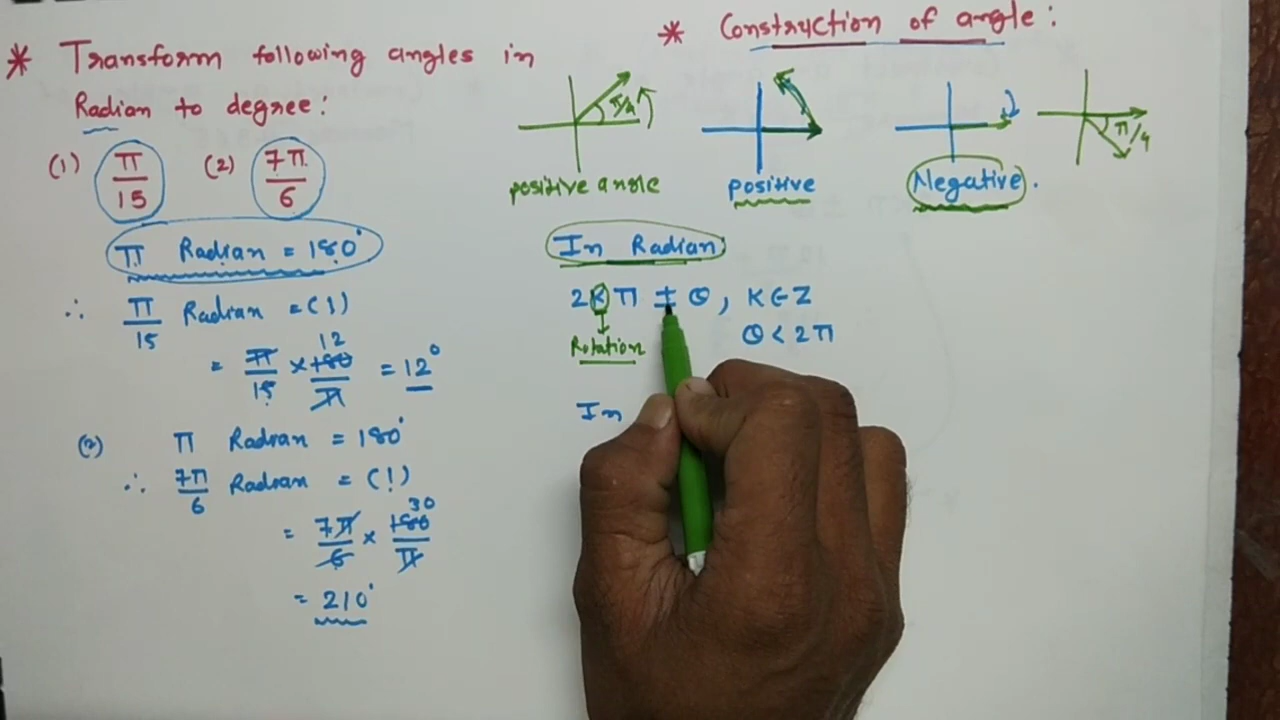 * Transform following angles in
Radian to degree :
(1) π/15 (2) 7π/6
π Radian = 180°
∴ π/15 Radian = (!)
= π/15 × 180/π = 12°
12
(2) π Radian = 180°
∴ 7π/6 Radian = (!)
30
= 7π/6 × 180/π
= 210°
* Construction of angle :
π/4
π/4
positive angle
positive
Negative.
In Radian
2Kπ ± θ, K ∈ Z
Rotation
θ < 2π
In